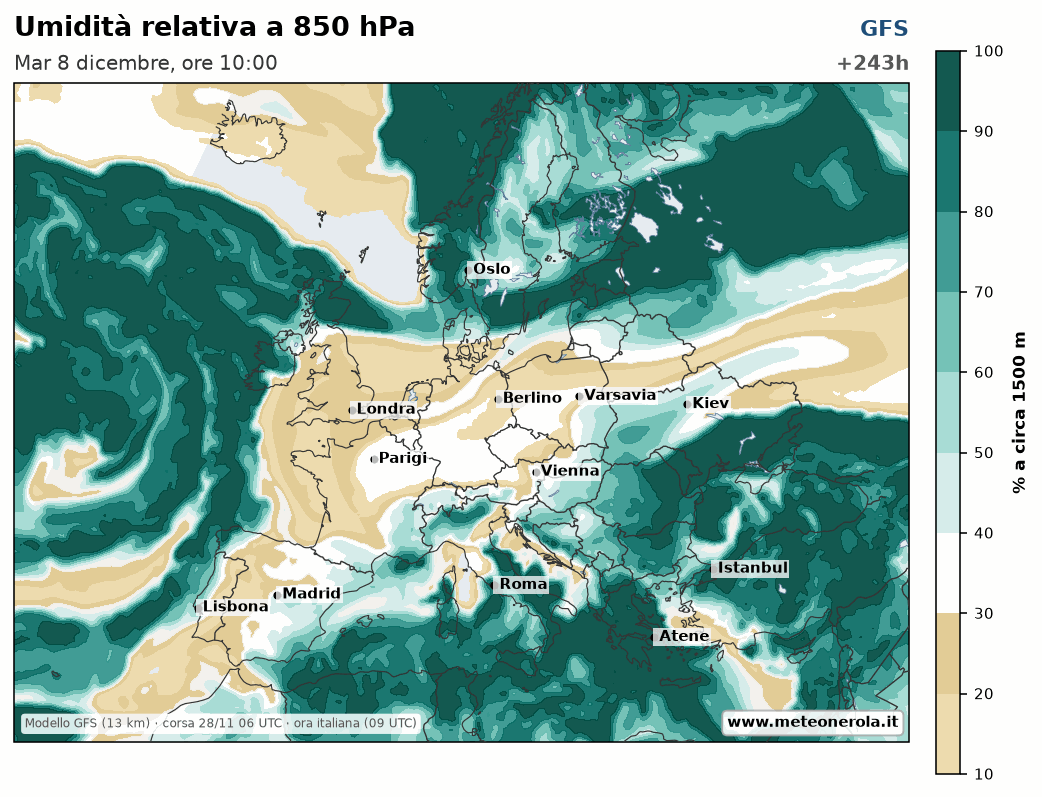 Umidità relativa a 850 hPa
GFS
Mar 8 dicembre, ore 10:00
+243h
Oslo
Londra
Berlino
Varsavia
Kiev
Parigi
Vienna
Istanbul
Roma
Madrid
Lisbona
Atene
Modello GFS (13 km) · corsa 28/11 06 UTC · ora italiana (09 UTC)
www.meteonerola.it
100
90
80
70
60
50
40
30
20
10
% a circa 1500 m